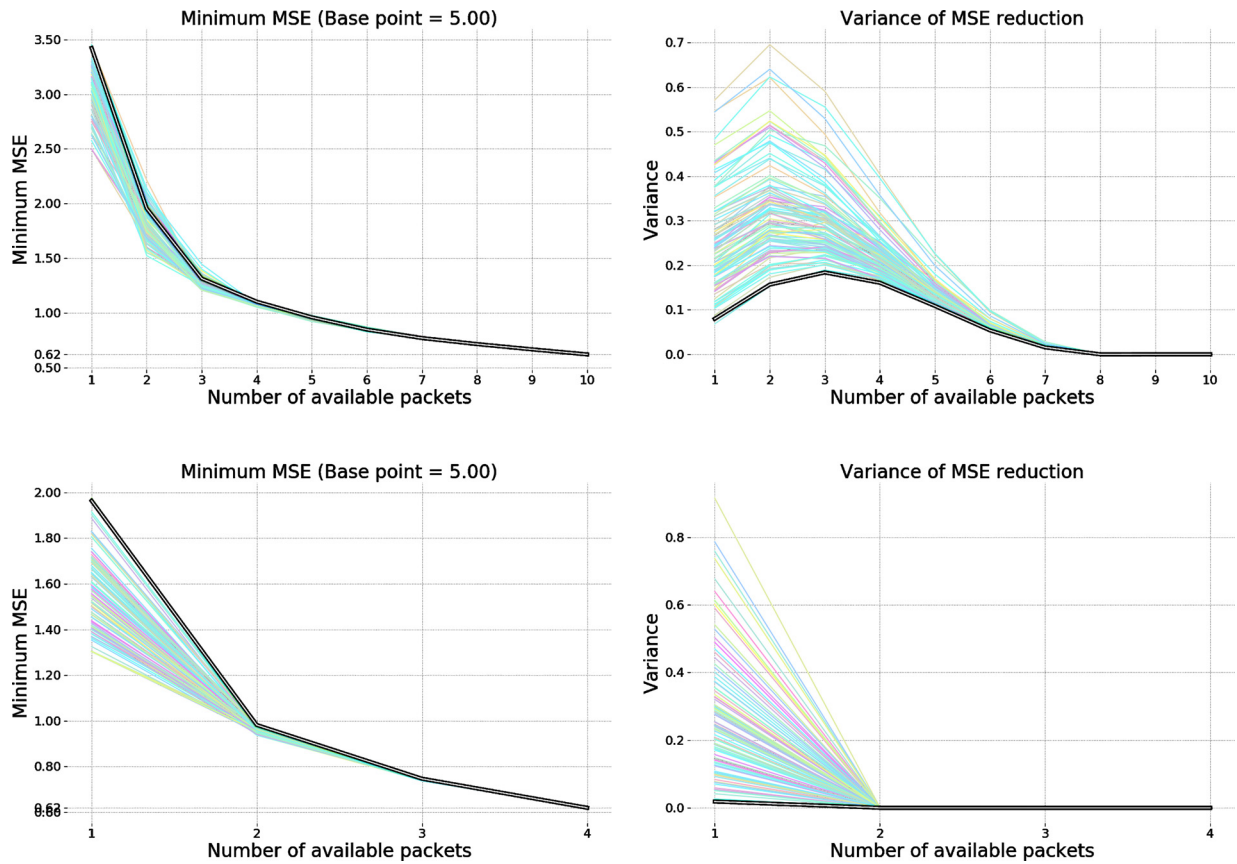 Minimum MSE (Base point = 5.00)
3.50
3.00
2.50
2.00
1.50
1.00
0.62
0.50
Minimum MSE
1 2 3 4 5 6 7 8 9 10
Number of available packets
Variance of MSE reduction
0.7
0.6
0.5
0.4
0.3
0.2
0.1
0.0
Variance
1 2 3 4 5 6 7 8 9 10
Number of available packets
Minimum MSE (Base point = 5.00)
2.00
1.80
1.60
1.40
1.20
1.00
0.80
Minimum MSE
1 2 3 4
Number of available packets
Variance of MSE reduction
0.8
0.6
0.4
0.2
0.0
Variance
1 2 3 4
Number of available packets